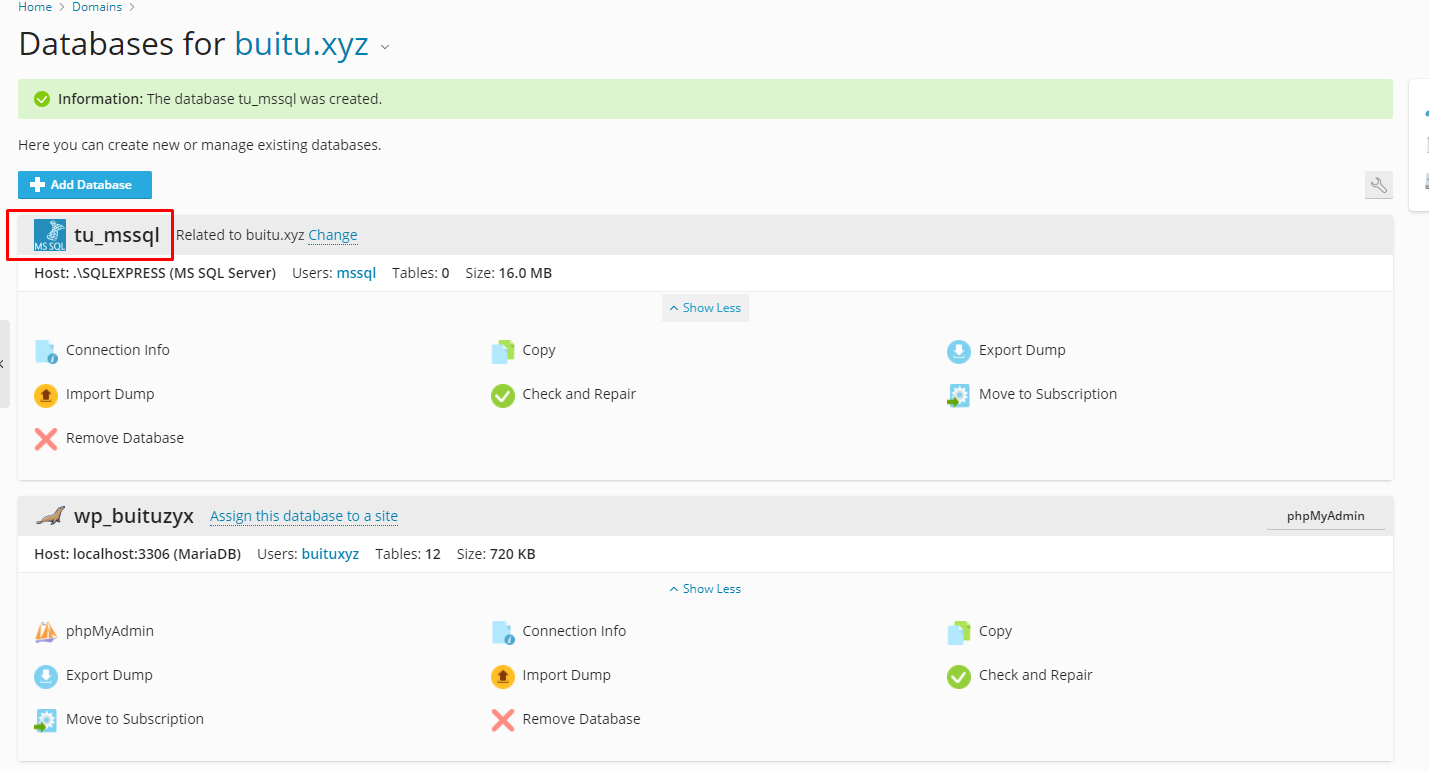 Home > Domains >
Databases for buitu.xyz
Information: The database tu_mssql was created.
Here you can create new or manage existing databases.
Add Database
MS SQL tu_mssql Related to buitu.xyz Change
Host: .\SQLEXPRESS (MS SQL Server) Users: mssql Tables: 0 Size: 16.0 MB
Show Less
Connection Info Copy Export Dump
Import Dump Check and Repair Move to Subscription
Remove Database
wp_buituzyx Assign this database to a site phpMyAdmin
Host: localhost:3306 (MariaDB) Users: buituxyz Tables: 12 Size: 720 KB
Show Less
phpMyAdmin Connection Info Copy
Export Dump Import Dump Check and Repair
Move to Subscription Remove Database